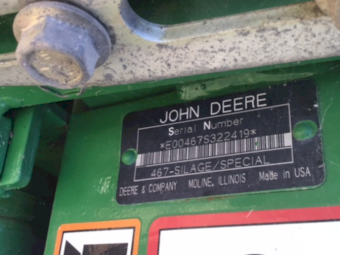 JOHN DEERE
Serial Number
*E00467S322419*
467-SILAGE/SPECIAL
DEERE & COMPANY MOLINE, ILLINOIS Made in USA